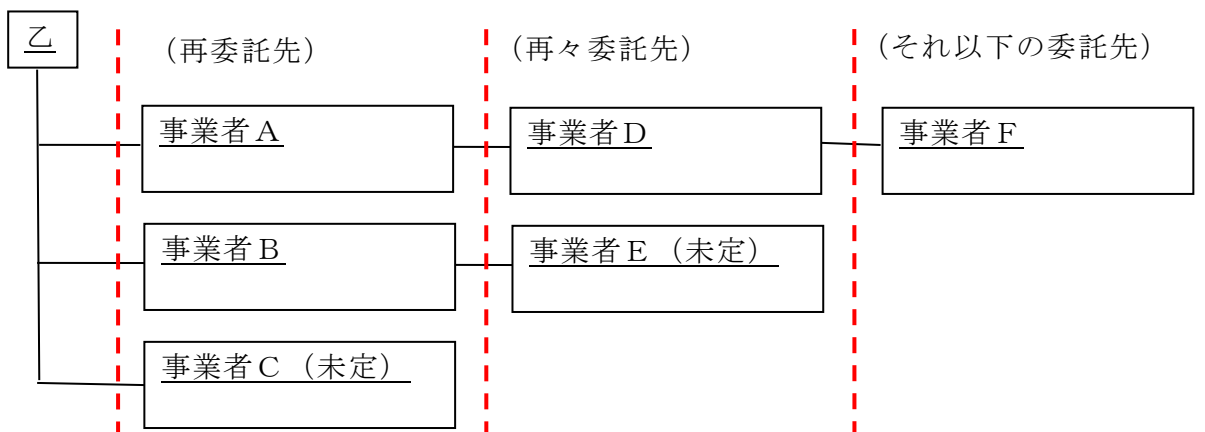 乙
(再委託先)
(再々委託先)
(それ以下の委託先)
事業者A
事業者D
事業者F
事業者B
事業者E (未定)
事業者C (未定)